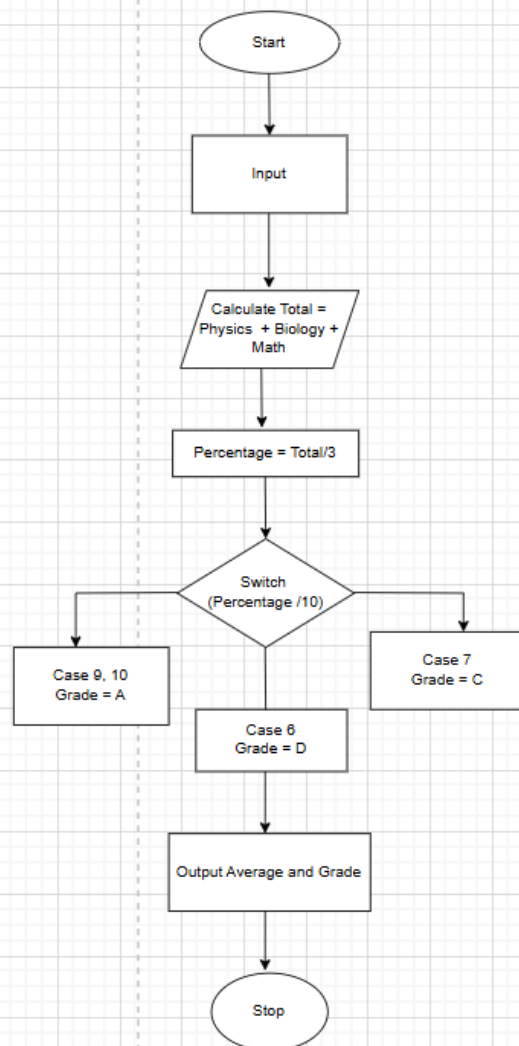 Start
Input
Calculate Total =
Physics + Biology +
Math
Percentage = Total/3
Switch
(Percentage /10)
Case 9, 10
Grade = A
Case 6
Grade = D
Case 7
Grade = C
Output Average and Grade
Stop